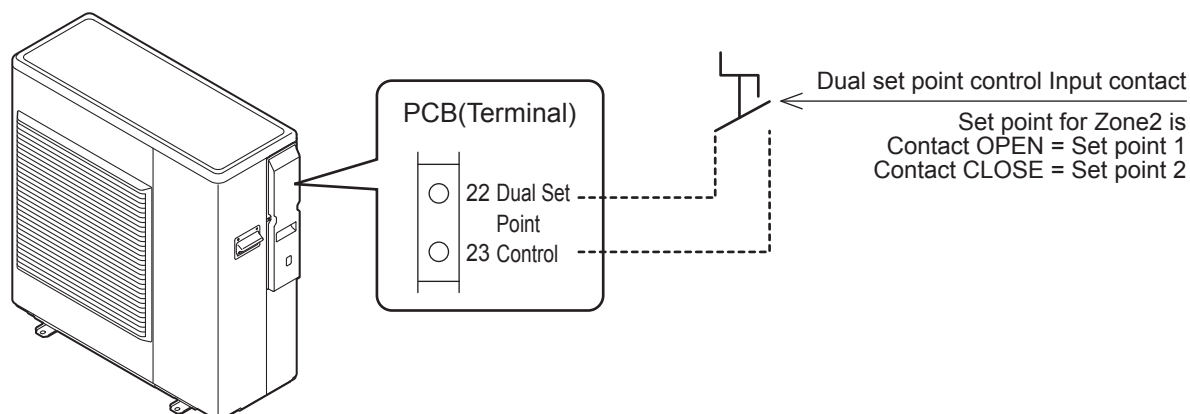 PCB(Terminal)
22 Dual Set
Point
23 Control
Dual set point control Input contact
Set point for Zone2 is
Contact OPEN = Set point 1
Contact CLOSE = Set point 2